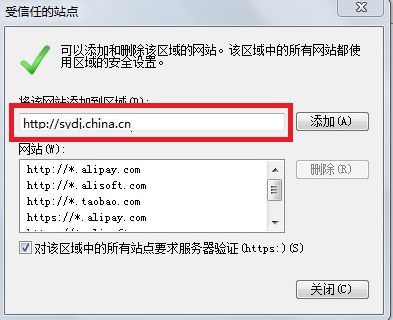 受信任的站点
可以添加和删除该区域的网站。该区域中的所有网站都使
用区域的安全设置。
将该网站添加到区域(D):
http://sydj.china.cn
添加(A)
网站(W):
http://*.alipay.com
http://*.alisoft.com
http://*.taobao.com
https://*.alipay.com
删除(R)
对该区域中的所有站点要求服务器验证(https:)(S)
关闭(C)